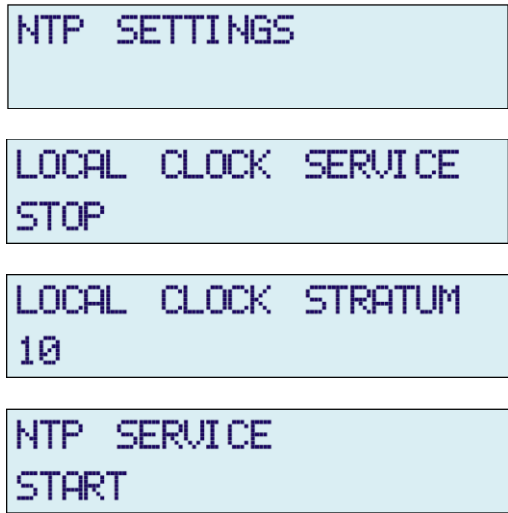 NTP SETTINGS
LOCAL CLOCK SERVICE
STOP
LOCAL CLOCK STRATUM
10
NTP SERVICE
START